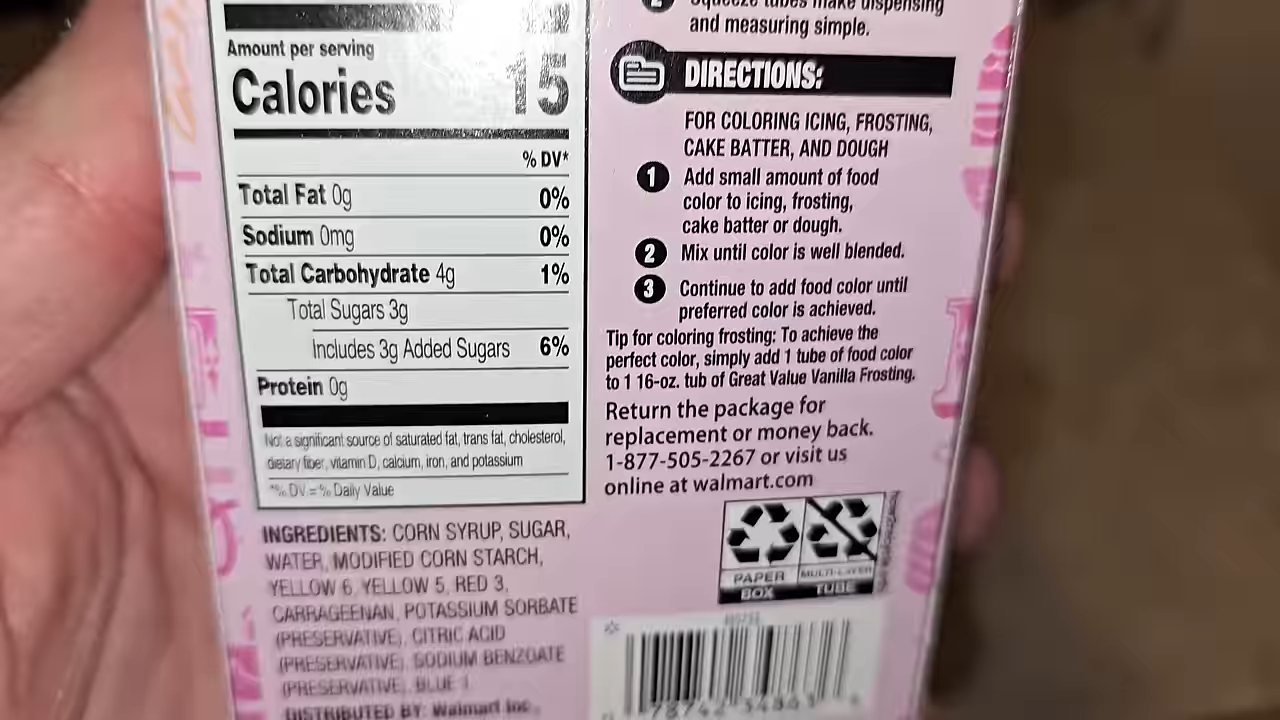 Amount per serving
Calories 15
% DV*
Total Fat 0g 0%
Sodium 0mg 0%
Total Carbohydrate 4g 1%
Total Sugars 3g
Includes 3g Added Sugars 6%
Protein 0g
Not a significant source of saturated fat, trans fat, cholesterol,
dietary fiber, vitamin D, calcium, iron, and potassium
*% DV = % Daily Value
INGREDIENTS: CORN SYRUP, SUGAR,
WATER, MODIFIED CORN STARCH,
YELLOW 6, YELLOW 5, RED 3,
CARRAGEENAN, POTASSIUM SORBATE
(PRESERVATIVE), CITRIC ACID
(PRESERVATIVE), SODIUM BENZOATE
(PRESERVATIVE), BLUE 1
DISTRIBUTED BY: Walmart Inc.,
2 Squeeze tubes make dispensing
and measuring simple.
DIRECTIONS:
FOR COLORING ICING, FROSTING,
CAKE BATTER, AND DOUGH
1 Add small amount of food
color to icing, frosting,
cake batter or dough.
2 Mix until color is well blended.
3 Continue to add food color until
preferred color is achieved.
Tip for coloring frosting: To achieve the
perfect color, simply add 1 tube of food color
to 1 16-oz. tub of Great Value Vanilla Frosting.
Return the package for
replacement or money back.
1-877-505-2267 or visit us
online at walmart.com
PAPER MULTI-LAYER
BOX TUBE